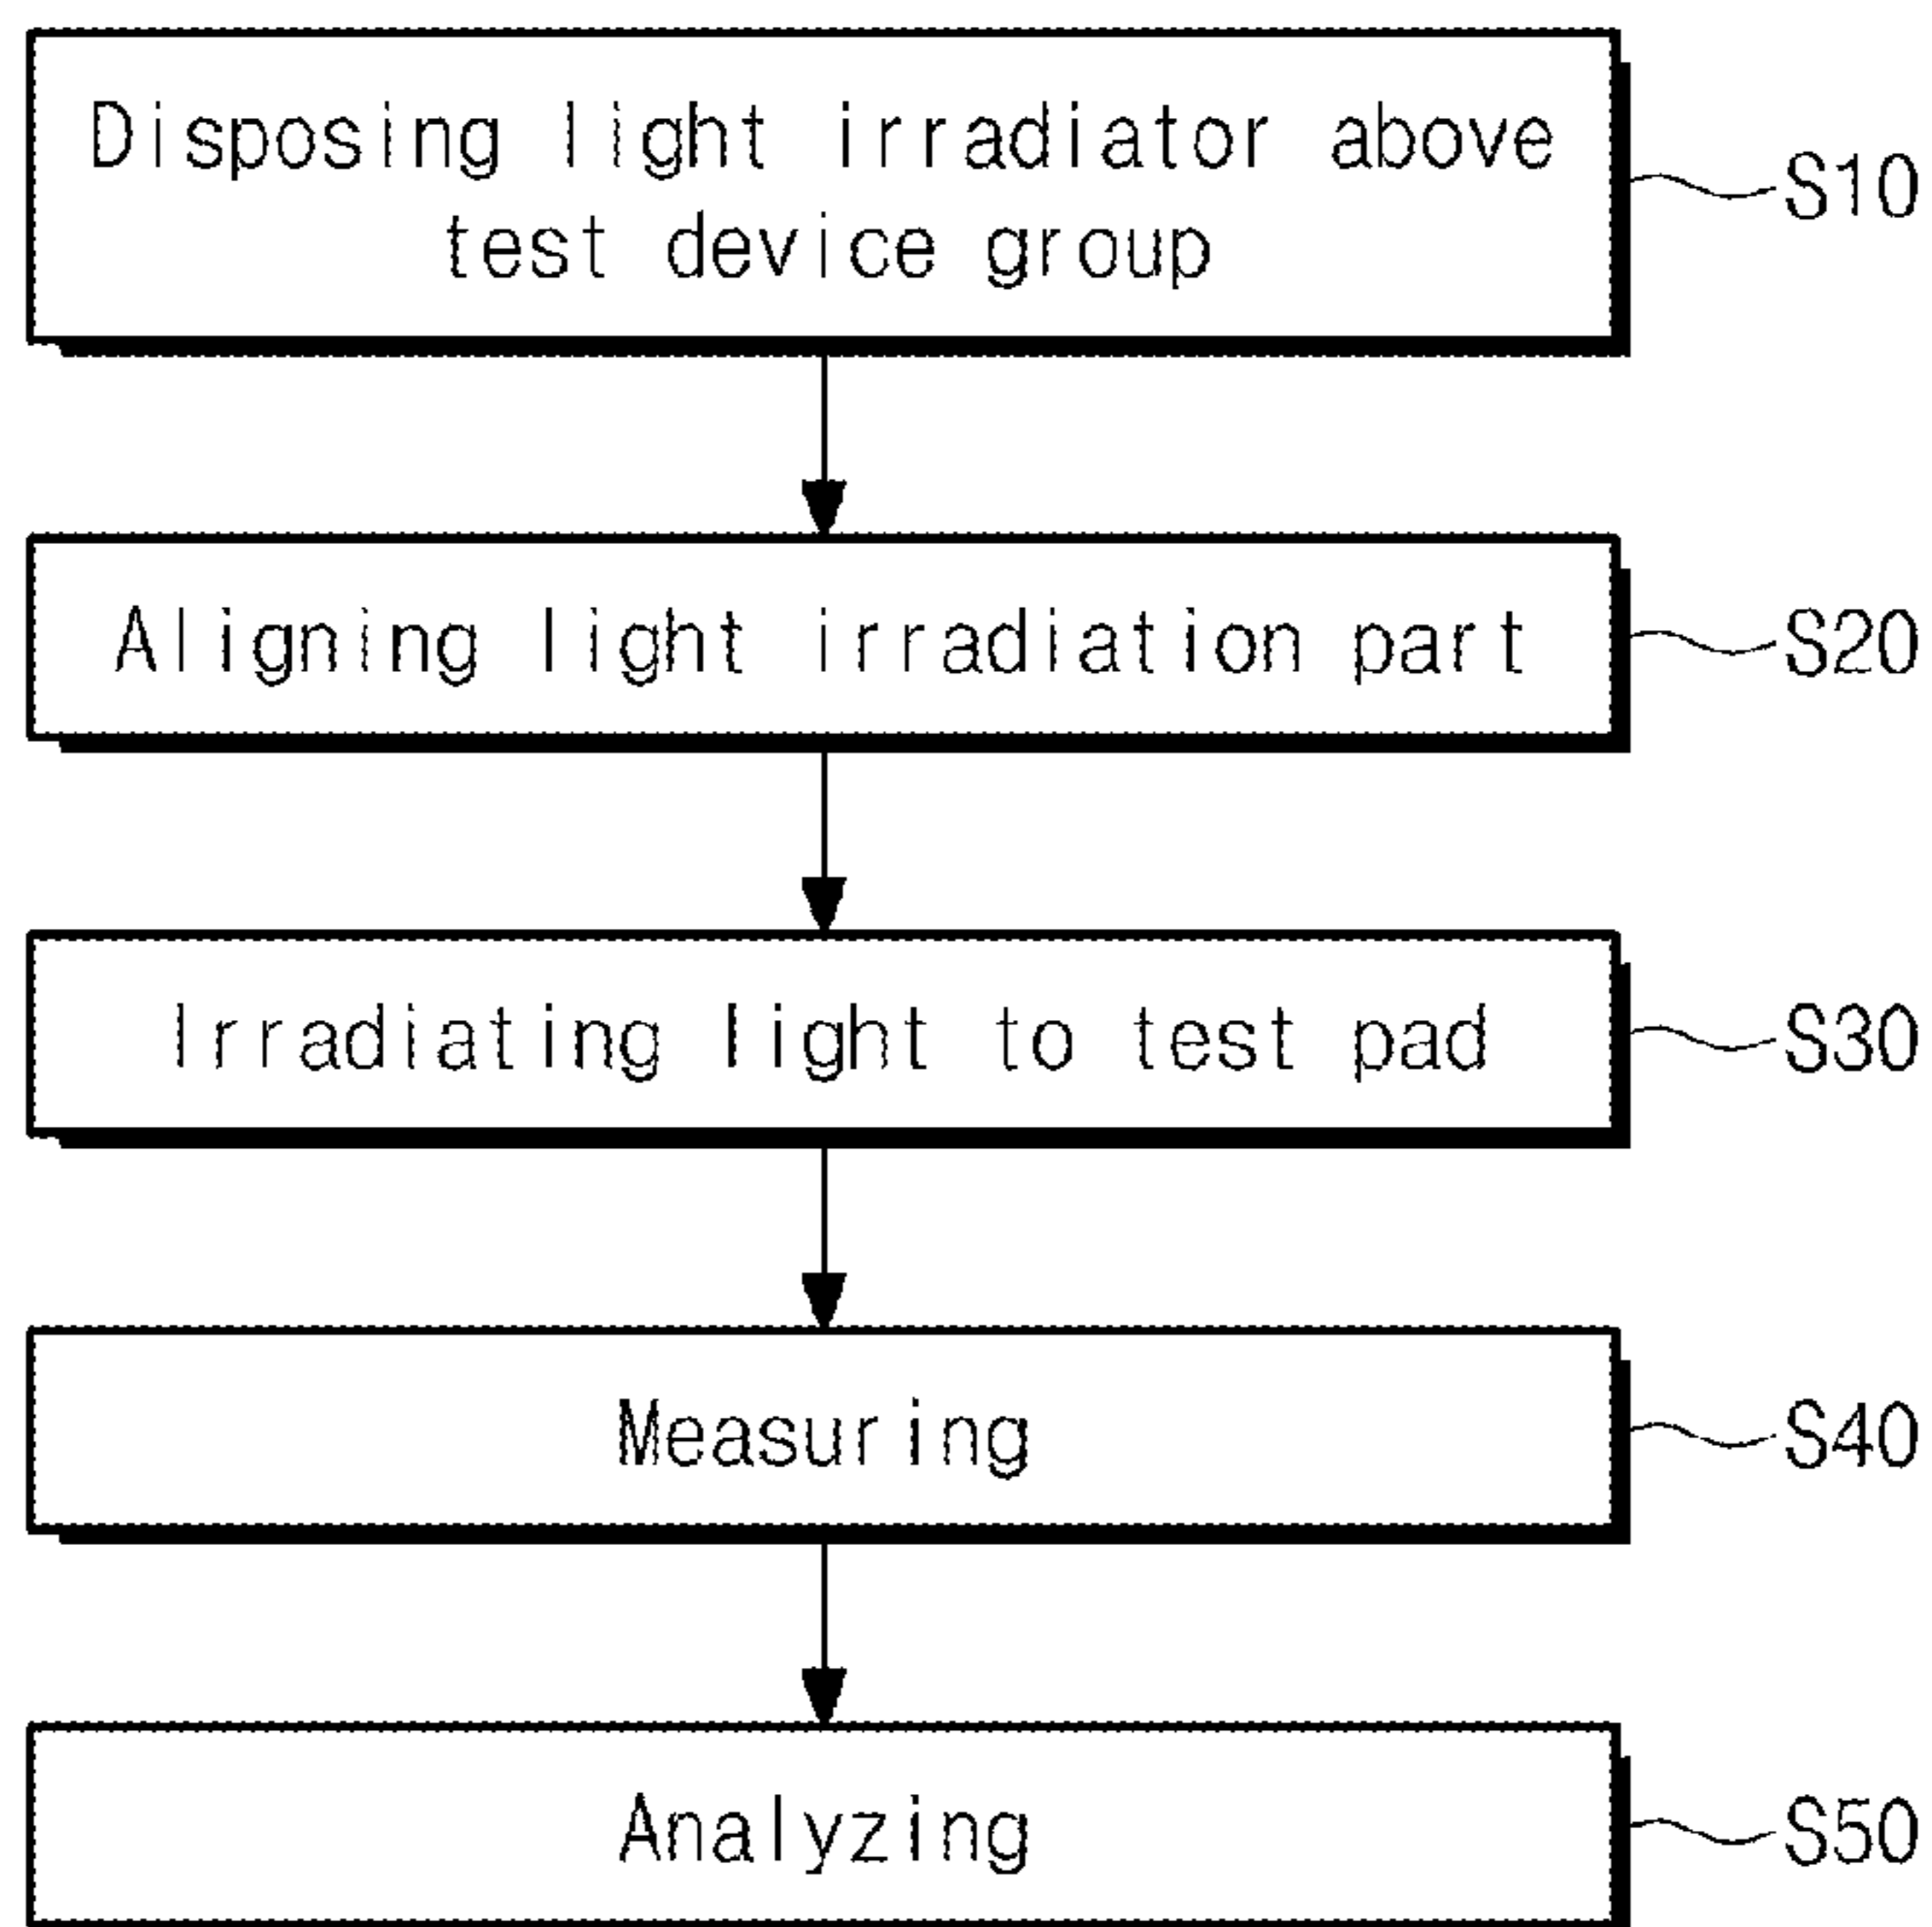 Disposing light irradiator above
test device group
S10
Aligning light irradiation part
S20
Irradiating light to test pad
S30
Measuring
S40
Analyzing
S50